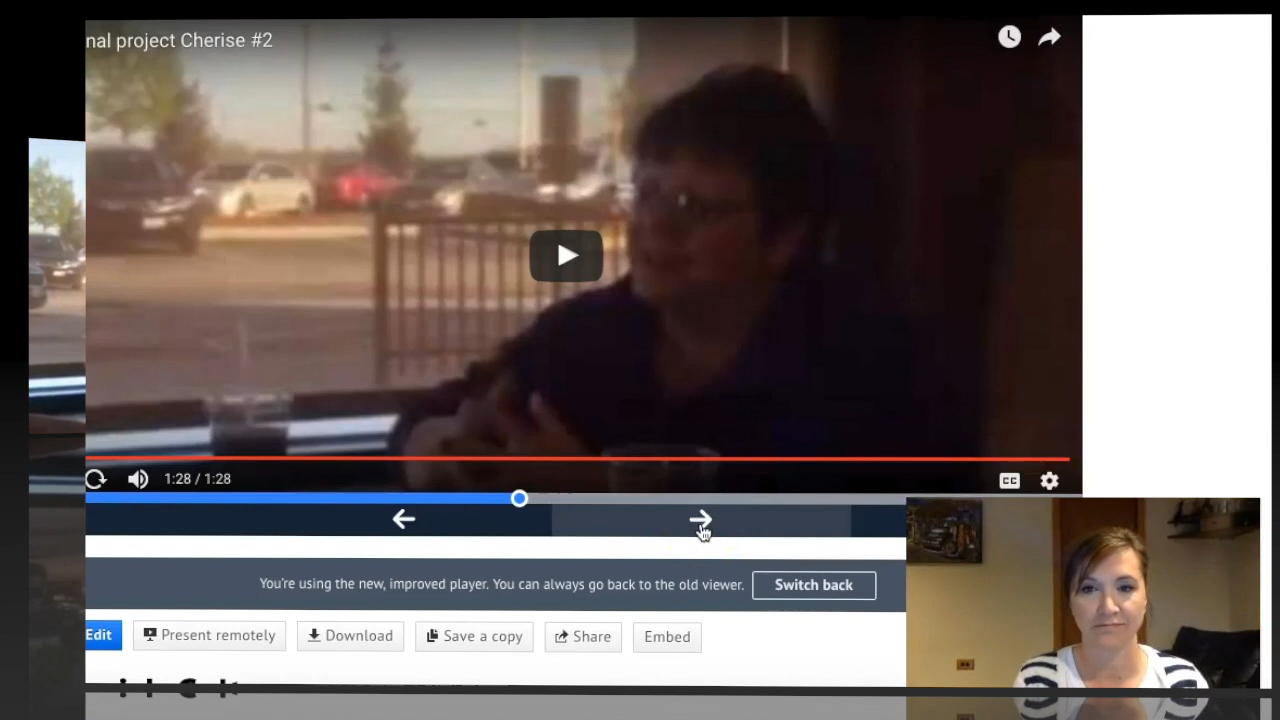 nal project Cherise #2
1:28 / 1:28
CC
You're using the new, improved player. You can always go back to the old viewer.
Switch back
Edit
Present remotely
Download
Save a copy
Share
Embed